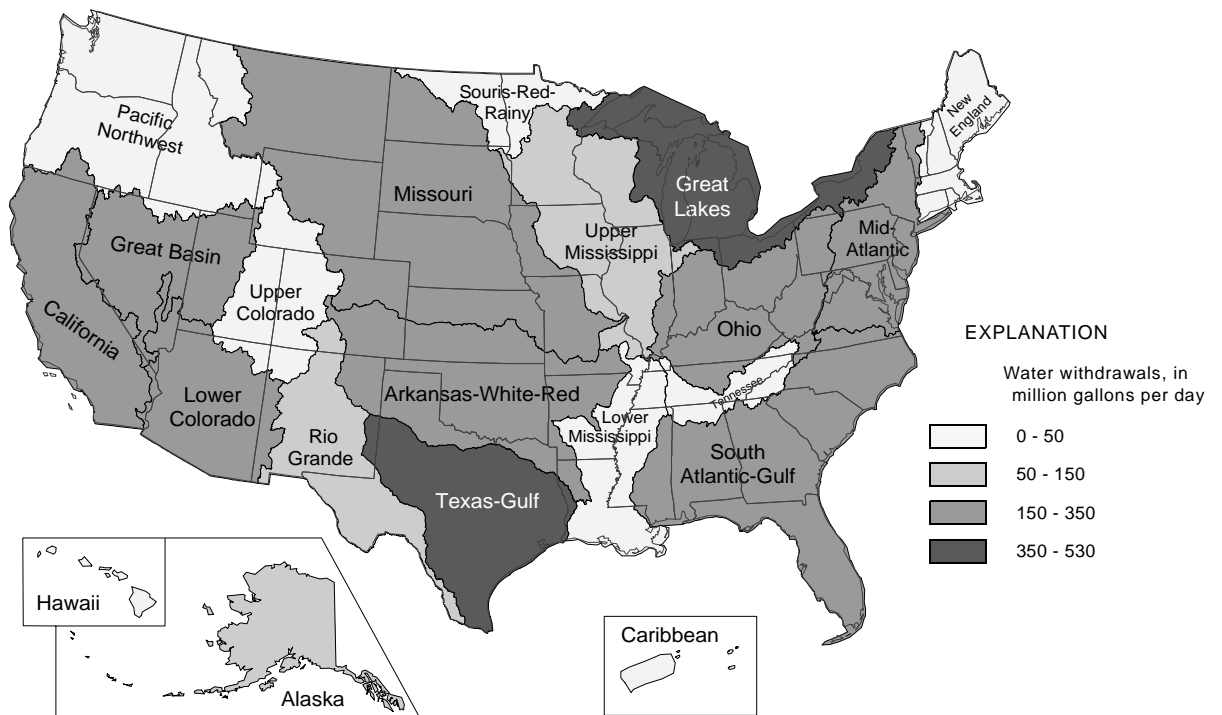 Pacific
Northwest
Souris-Red-
Rainy
New
England
Missouri
Great
Lakes
Great Basin
Upper
Mississippi
Mid-
Atlantic
Upper
Colorado
California
Ohio
Lower
Colorado
Arkansas-White-Red
Tennessee
Lower
Mississippi
Rio
Grande
South
Atlantic-Gulf
Texas-Gulf
Hawaii
Alaska
Caribbean
EXPLANATION
Water withdrawals, in
million gallons per day
0 - 50
50 - 150
150 - 350
350 - 530